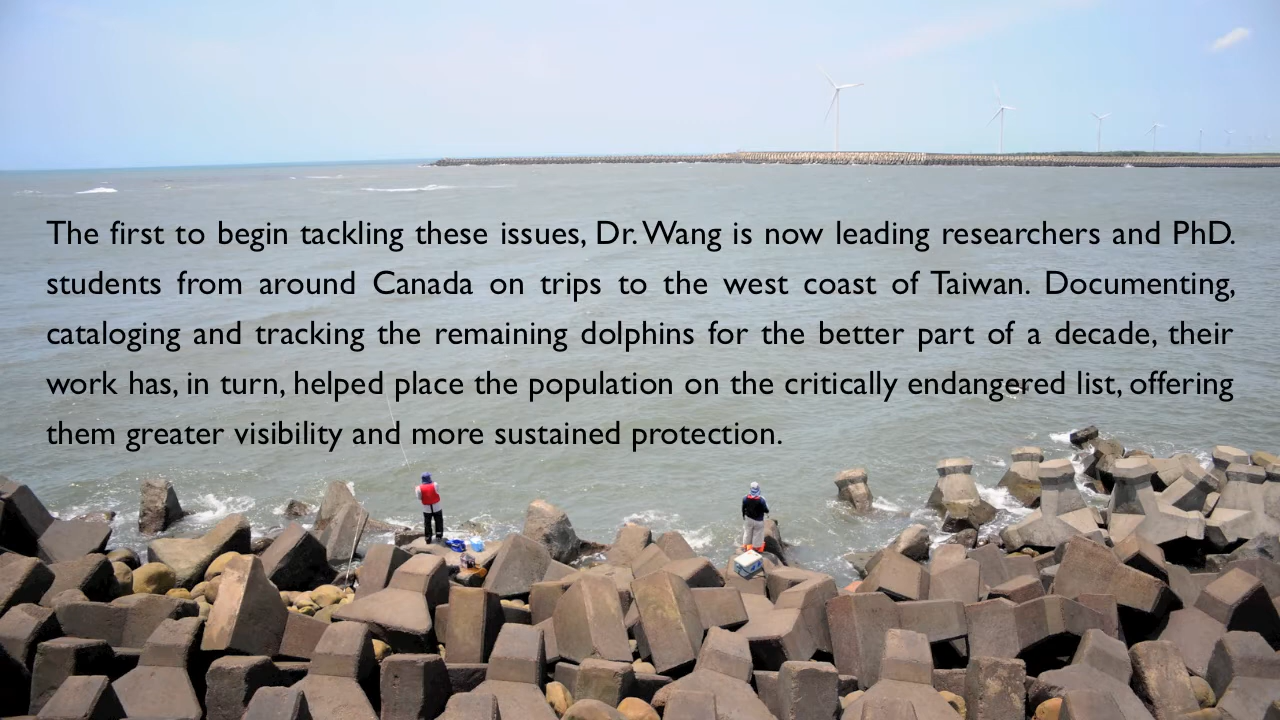 The first to begin tackling these issues, Dr. Wang is now leading researchers and PhD.
students from around Canada on trips to the west coast of Taiwan. Documenting,
cataloging and tracking the remaining dolphins for the better part of a decade, their
work has, in turn, helped place the population on the critically endangered list, offering
them greater visibility and more sustained protection.